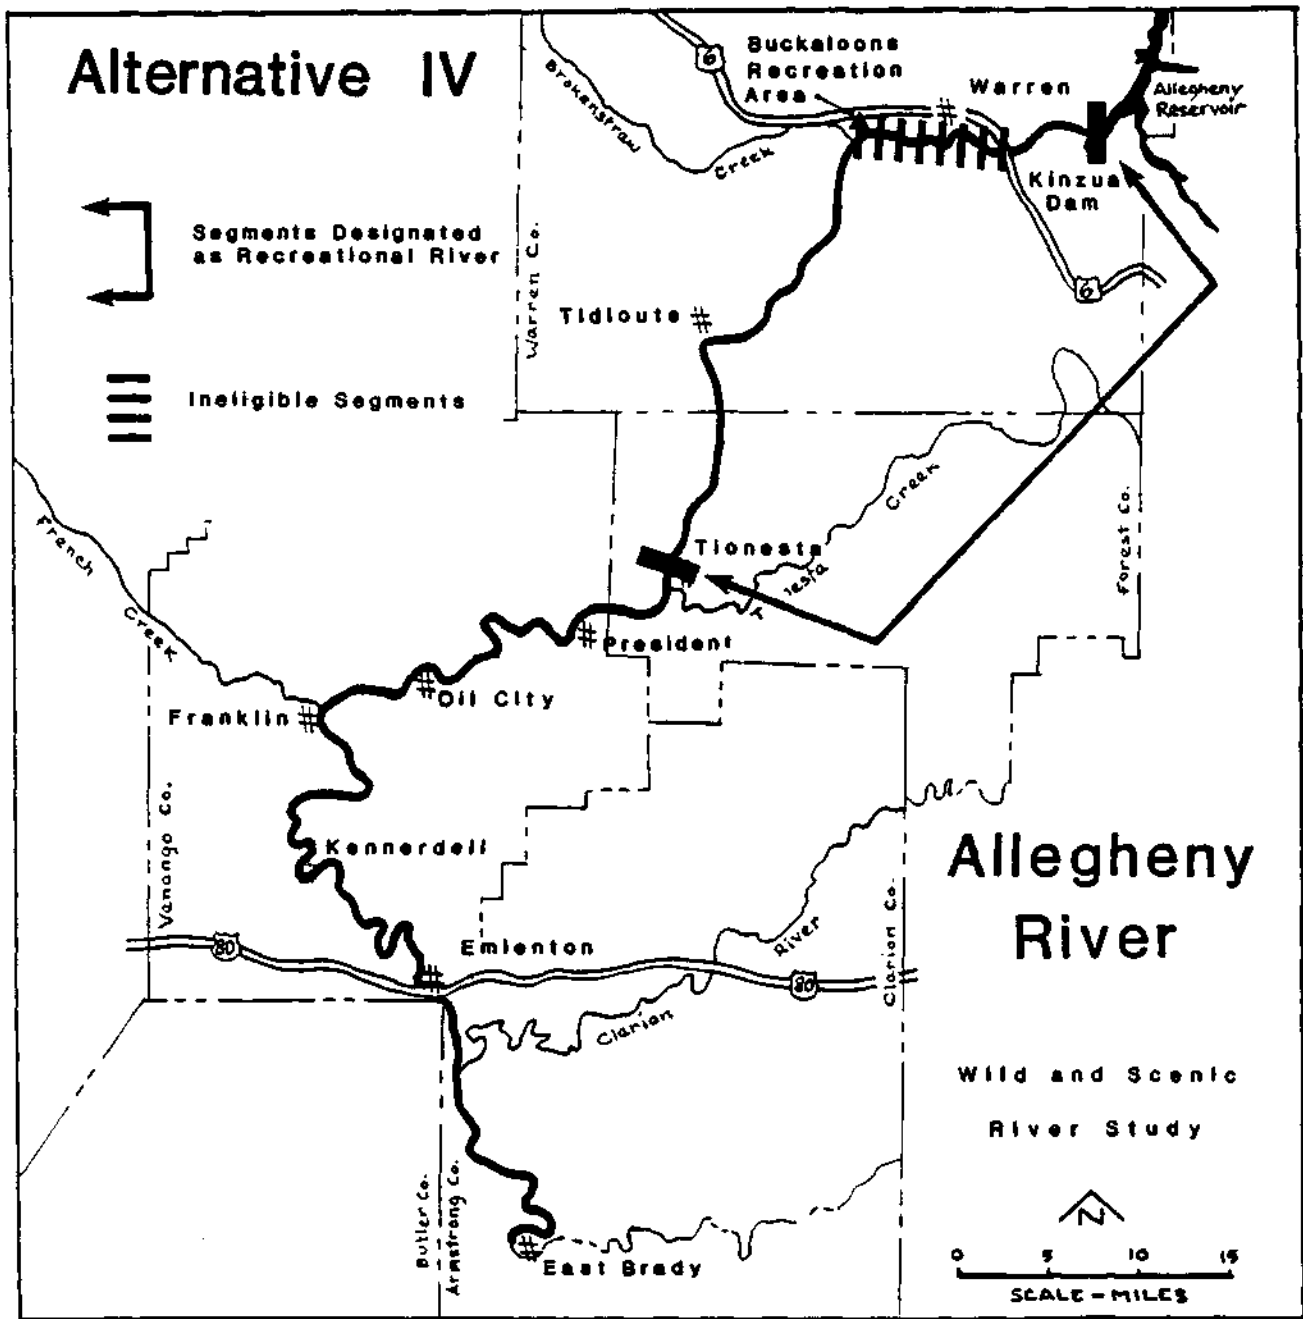 Alternative IV
6
Buckaloons
Recreation
Area
Warren
Allegheny
Reservoir
Brokenstraw
Creek
Kinzua
Dam
Segments Designated
as Recreational River
Warren Co.
6
Tidioute
Ineligible Segments
French
Creek
Tionesta
Creek
Forest Co.
President
Oil City
Franklin
Venango Co.
Kennerdell
Allegheny
River
80
Emlenton
River
80
Clarion Co.
Clarion
Wild and Scenic
River Study
Butler Co.
Armstrong Co.
N
East Brady
0 5 10 15
SCALE - MILES